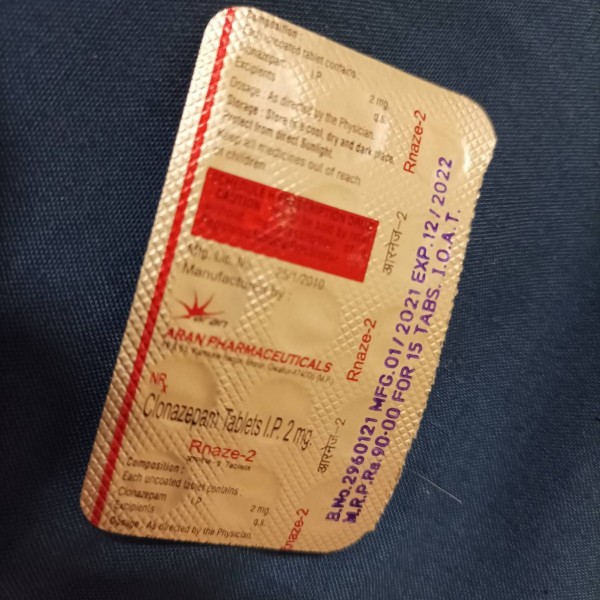 Composition :
Each uncoated tablet contains :
Clonazepam I.P. 2 mg.
Excipients q.s.
Dosage : As directed by the Physician.
Storage : Store in a cool, dry and dark place.
Protect from direct Sunlight.
Keep all medicines out of reach
of children
CAUTION
Mfg. Lic. No. 25/1/2010
Manufactured by :
aran
ARAN PHARMACEUTICALS
NRx
Clonazepam Tablets I.P. 2 mg.
Rnaze-2
Composition :
Each uncoated tablet contains
Clonazepam I.P. 2 mg.
Excipients q.s.
Dosage : As directed by the Physician
Rnaze-2
आरनेज-2
Rnaze-2
आरनेज-2
Rnaze-2
B.No.2960121 MFG.01/2021 EXP.12/2022
M.R.P.Rs.90.00 FOR 15 TABS. I.O.A.T.